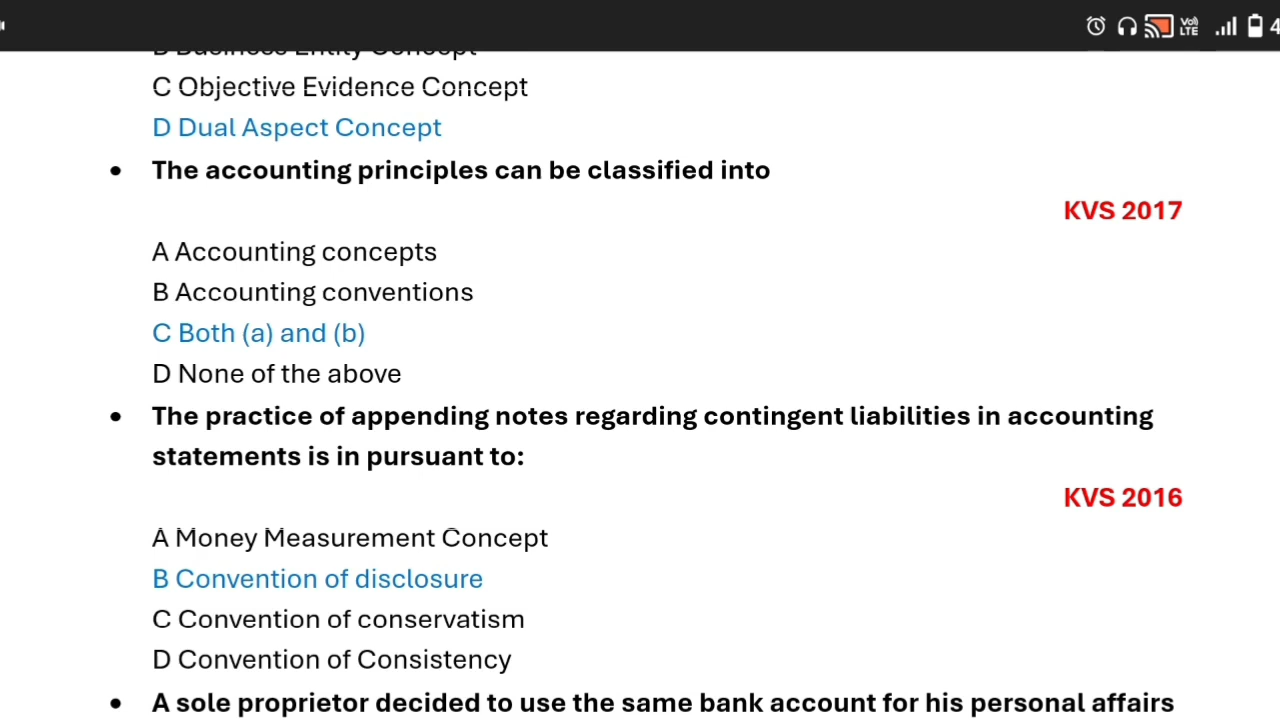 B Business Entity Concept
C Objective Evidence Concept
D Dual Aspect Concept
• The accounting principles can be classified into
KVS 2017
A Accounting concepts
B Accounting conventions
C Both (a) and (b)
D None of the above
• The practice of appending notes regarding contingent liabilities in accounting
statements is in pursuant to:
KVS 2016
A Money Measurement Concept
B Convention of disclosure
C Convention of conservatism
D Convention of Consistency
• A sole proprietor decided to use the same bank account for his personal affairs